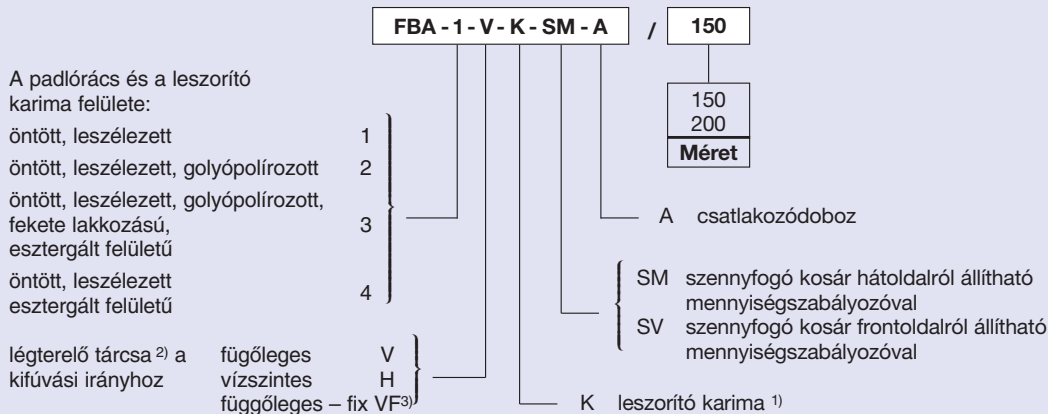 FBA - 1 - V - K - SM - A / 150
150
200
Méret
A padlórács és a leszorító
karima felülete:
öntött, leszélezett 1
öntött, leszélezett, golyópolírozott 2
öntött, leszélezett, golyópolírozott,
fekete lakkozású, 3
esztergált felületű
öntött, leszélezett
esztergált felületű 4
A csatlakozódoboz
SM szennyfogó kosár hátoldalról állítható
mennyiségszabályozóval
SV szennyfogó kosár frontoldalról állítható
mennyiségszabályozóval
légterelő tárcsa 2) a fügőleges V
kifúvási irányhoz vízszintes H
függőleges – fix VF3)
K leszorító karima 1)